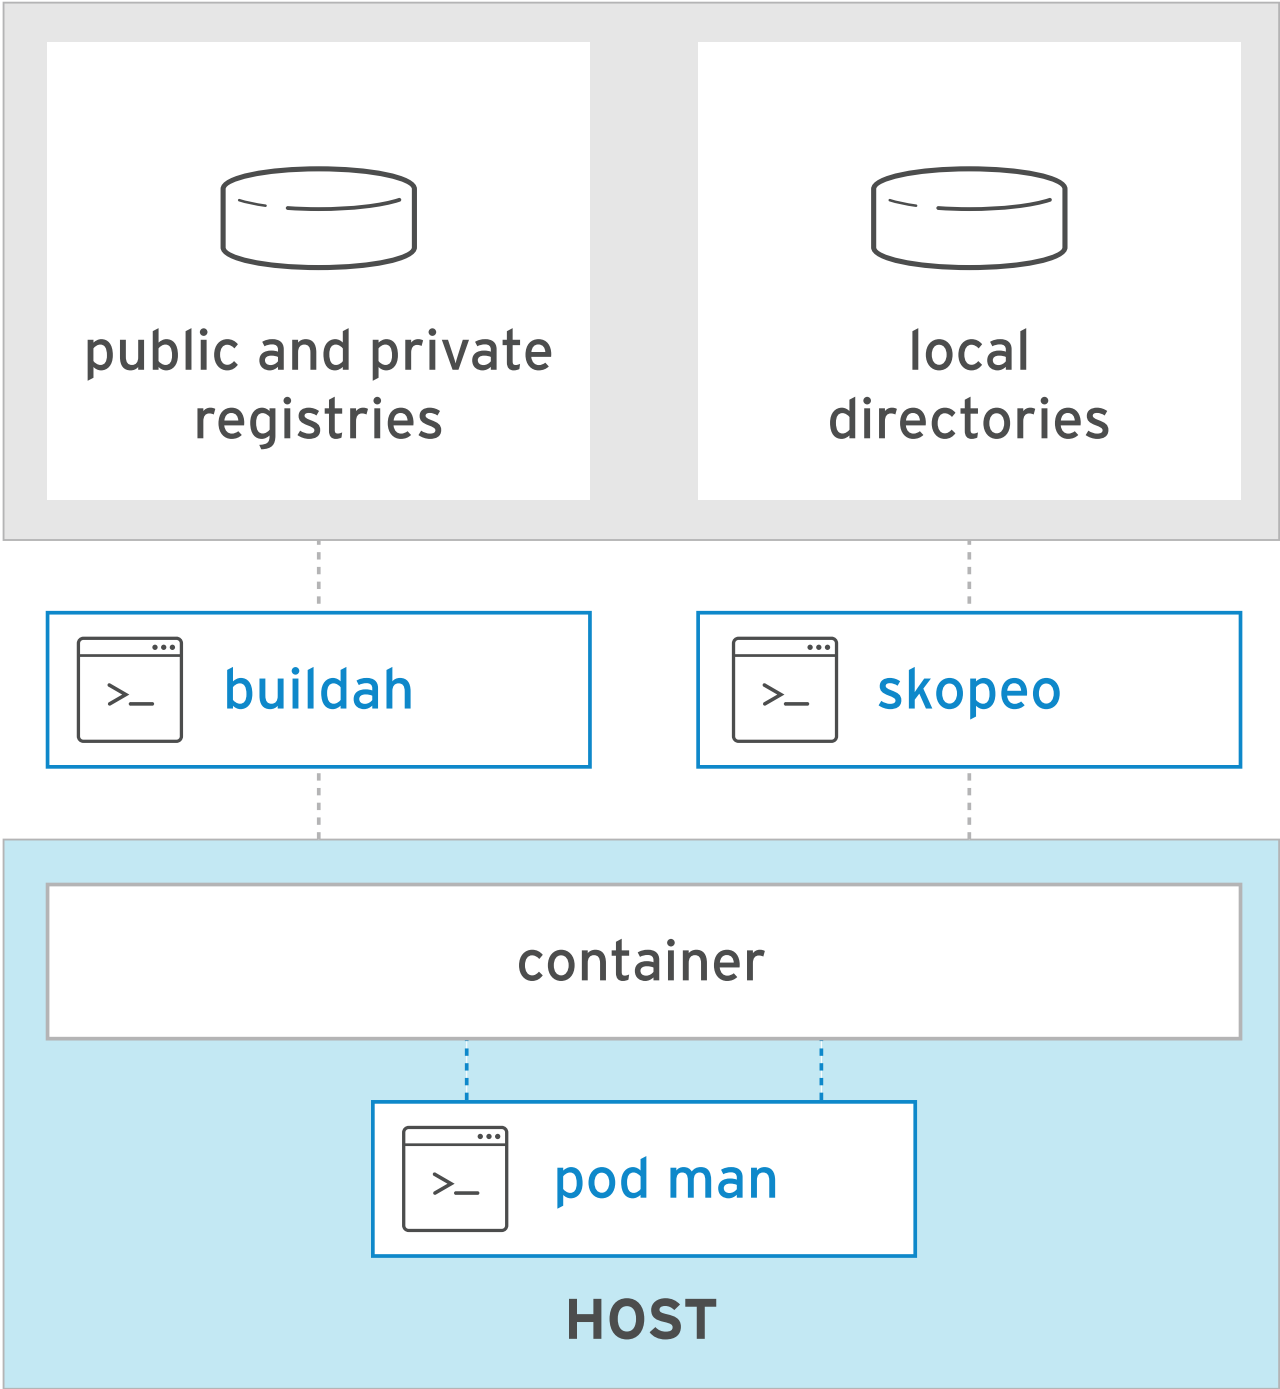 public and private
registries
local
directories
>_ buildah
>_ skopeo
container
>_ pod man
HOST